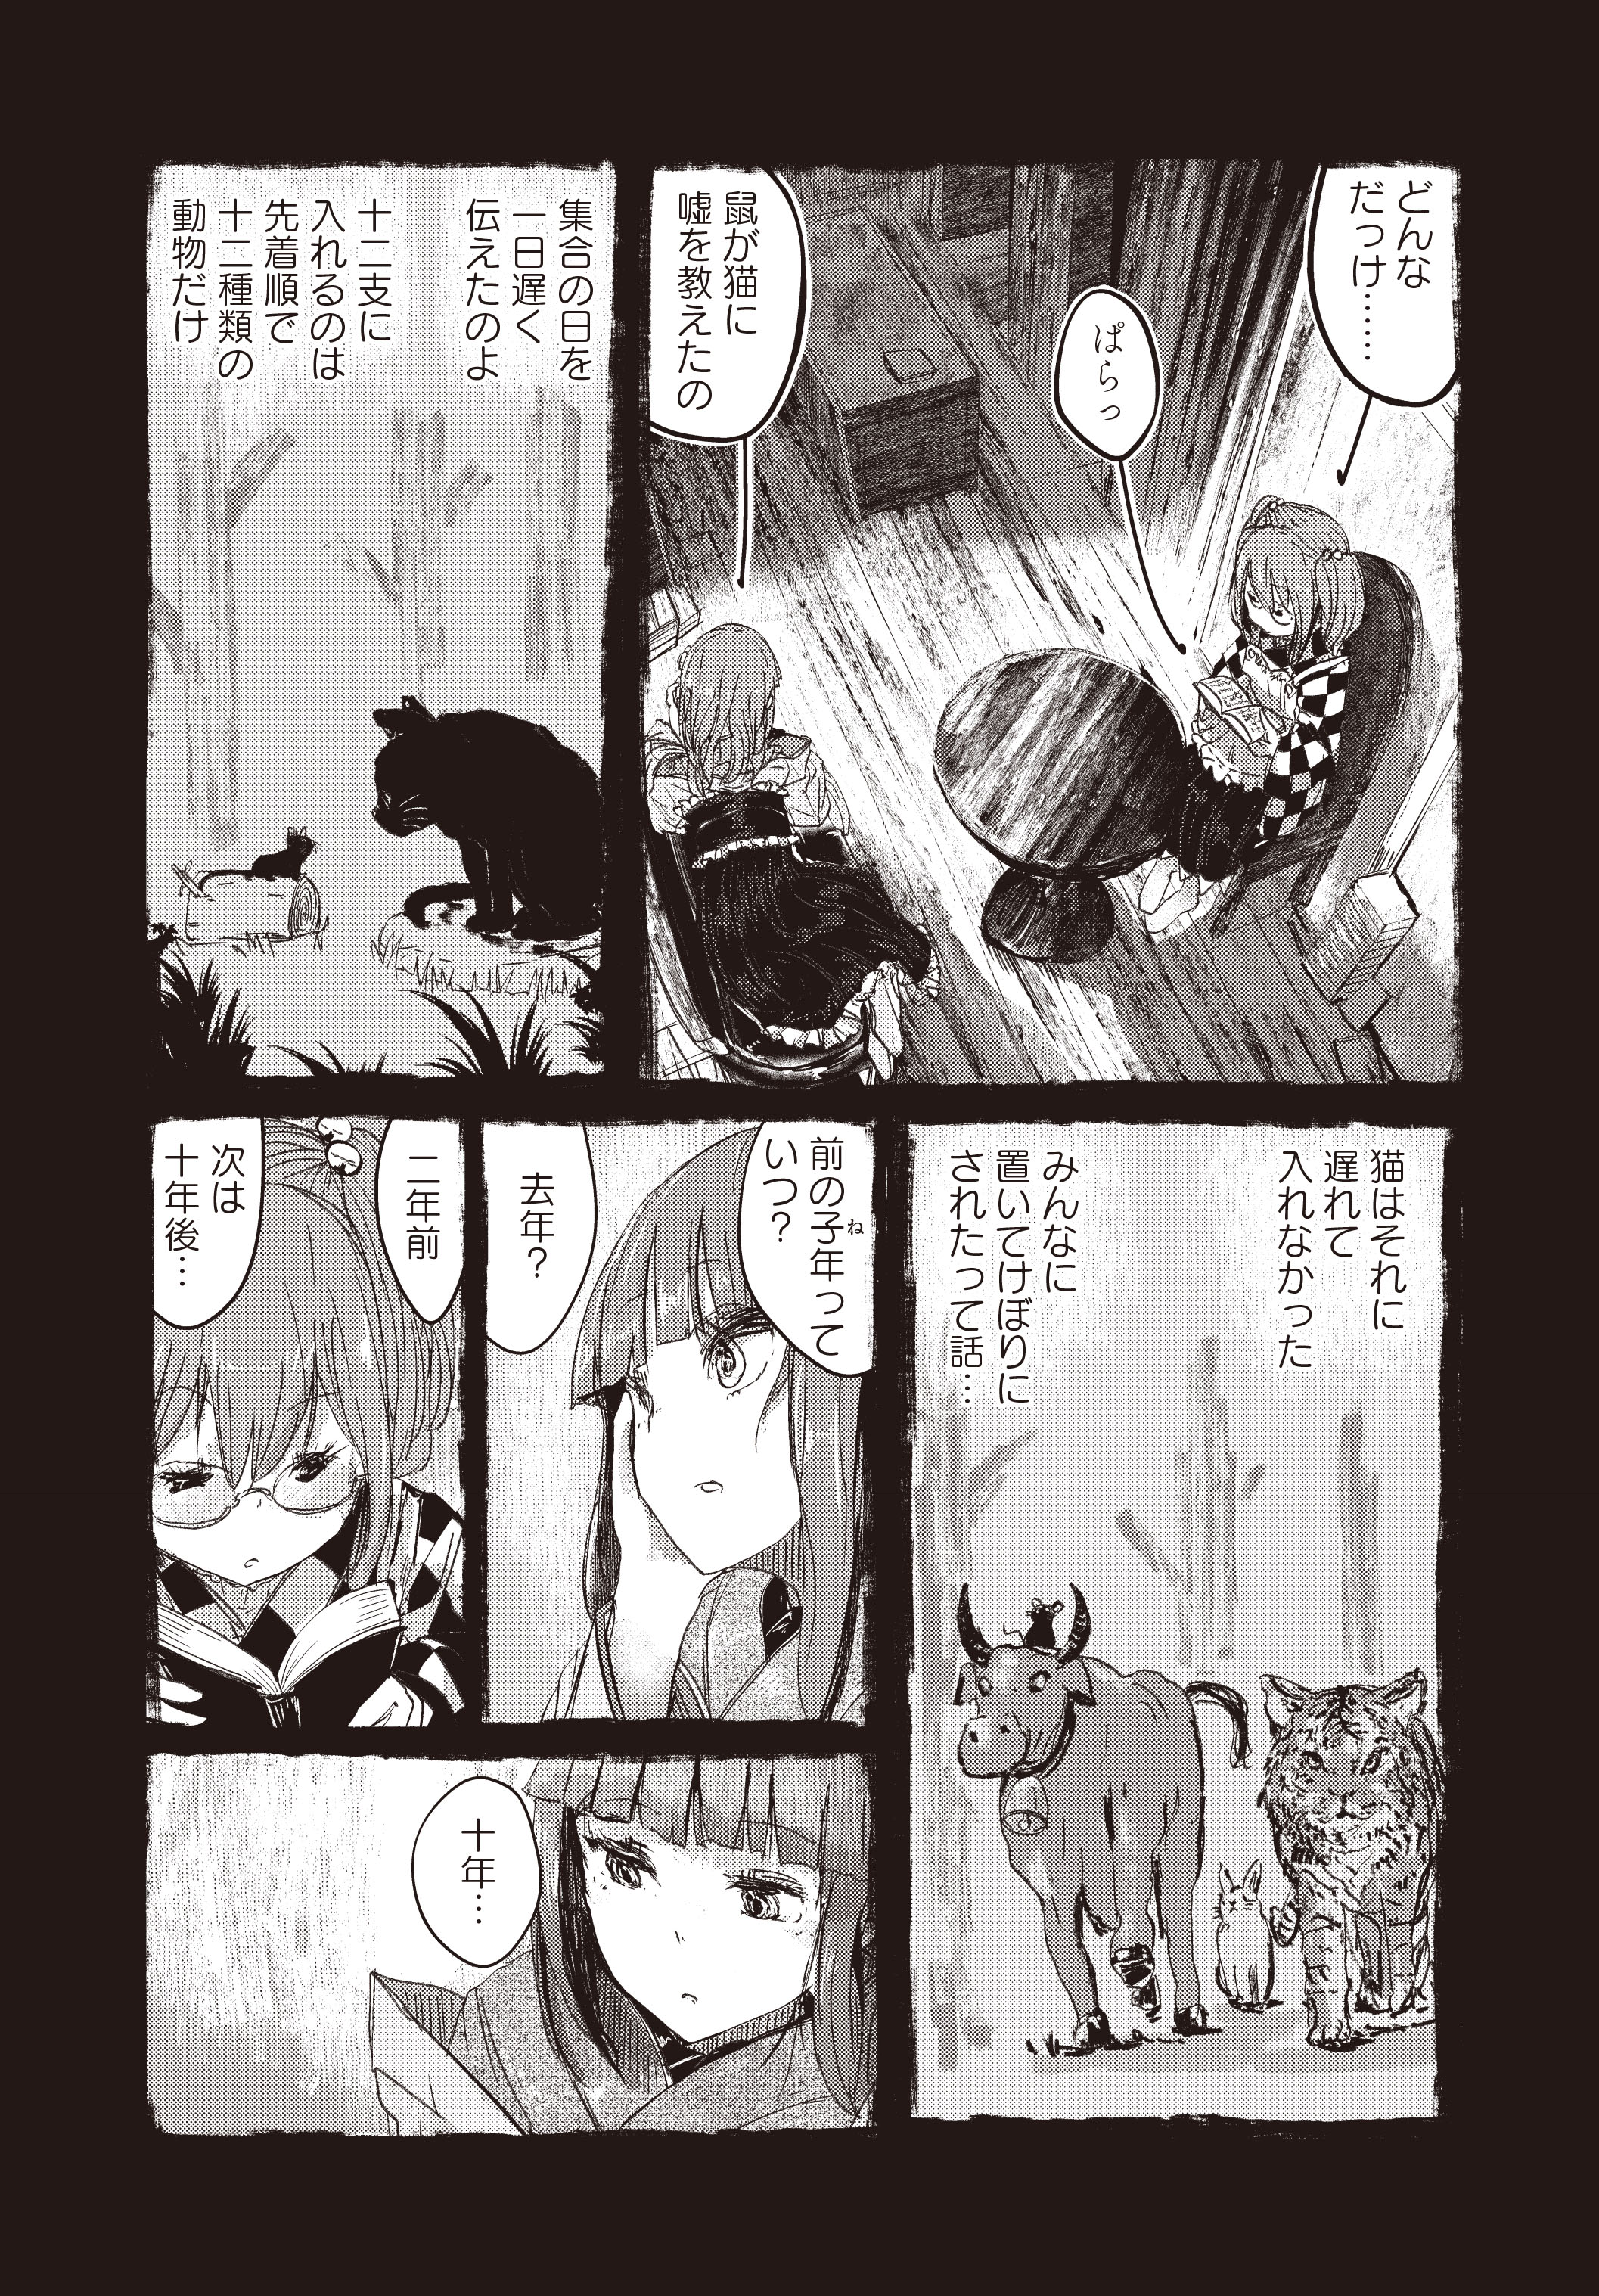 どんな
だっけ……
ぱらっ
鼠が猫に
嘘を教えたの
集合の日を
一日遅く
伝えたのよ
十二支に
入れるのは
先着順で
十二種類の
動物だけ
猫はそれに
遅れて
入れなかった
みんなに
置いてけぼりに
されたって話…
前の子年って
ね
いつ?
去年?
二年前
次は
十年後…
十年…